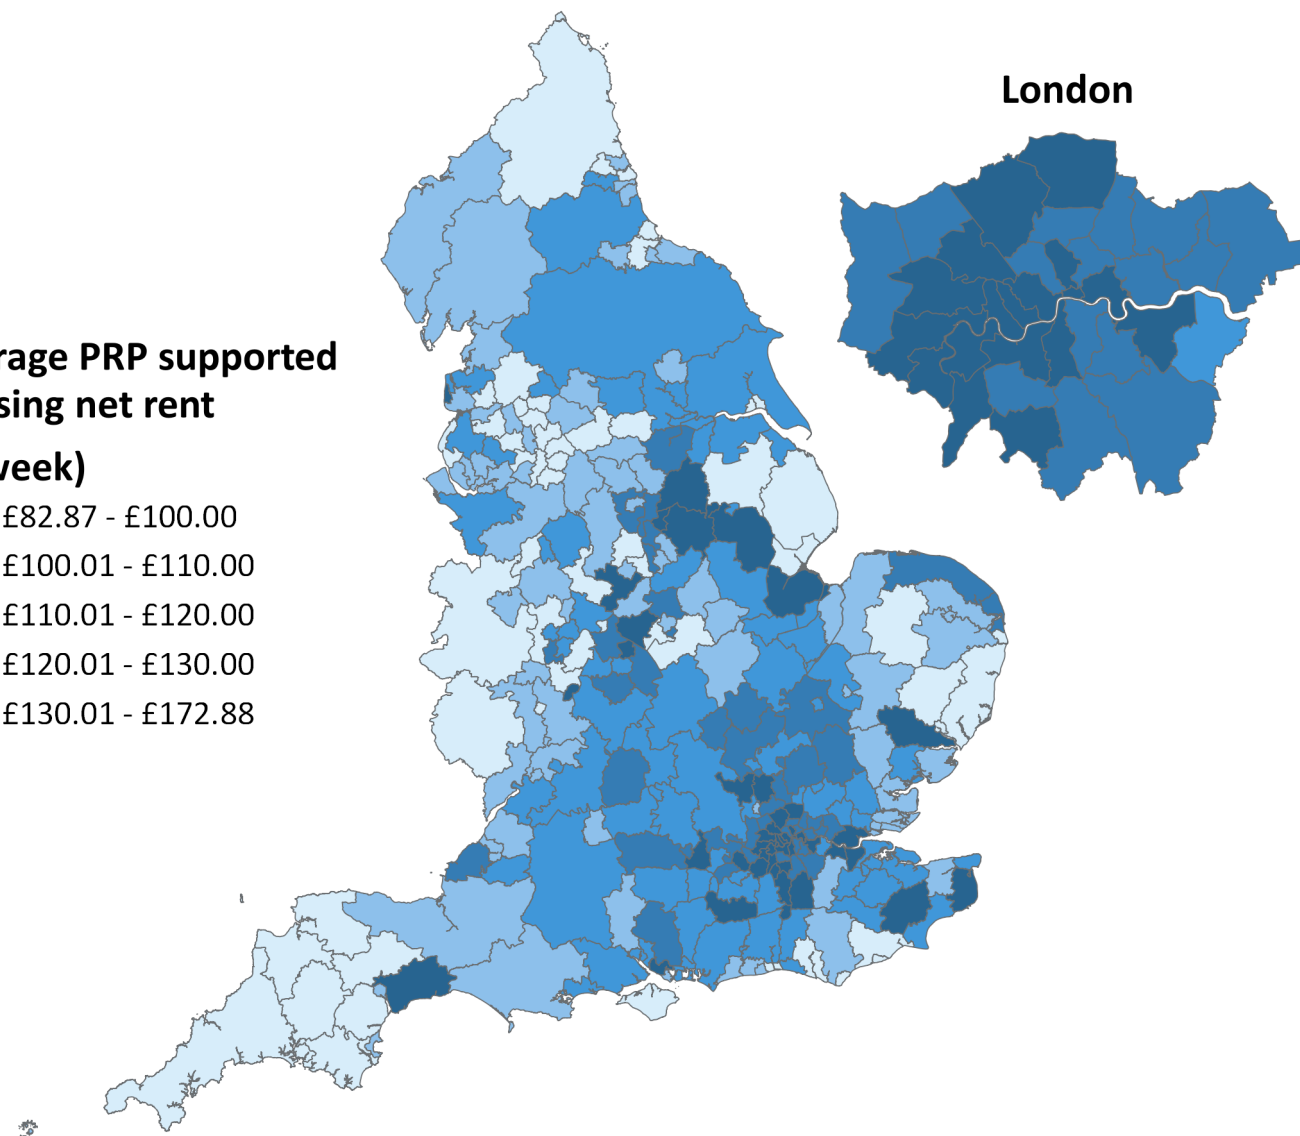 London
rage PRP supported
sing net rent
week)
£82.87 - £100.00
£100.01 - £110.00
£110.01 - £120.00
£120.01 - £130.00
£130.01 - £172.88